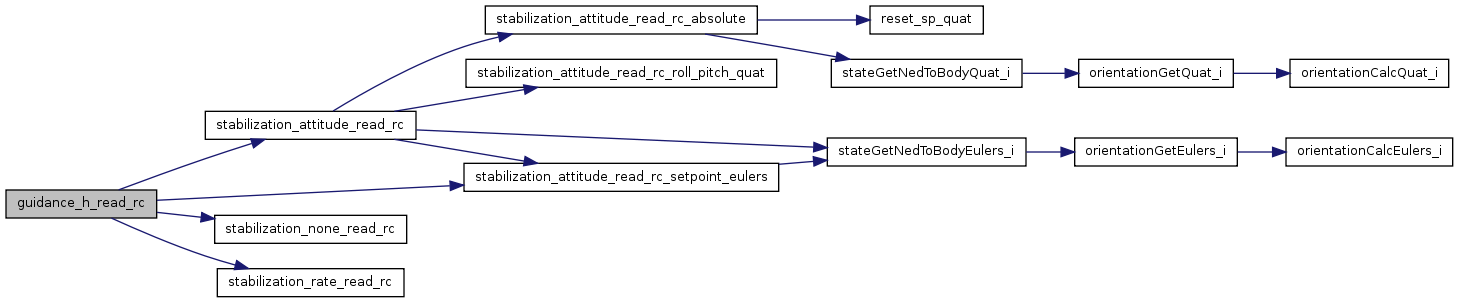 stabilization_attitude_read_rc_absolute
reset_sp_quat
stabilization_attitude_read_rc_roll_pitch_quat
stateGetNedToBodyQuat_i
orientationGetQuat_i
orientationCalcQuat_i
stabilization_attitude_read_rc
stateGetNedToBodyEulers_i
orientationGetEulers_i
orientationCalcEulers_i
stabilization_attitude_read_rc_setpoint_eulers
guidance_h_read_rc
stabilization_none_read_rc
stabilization_rate_read_rc